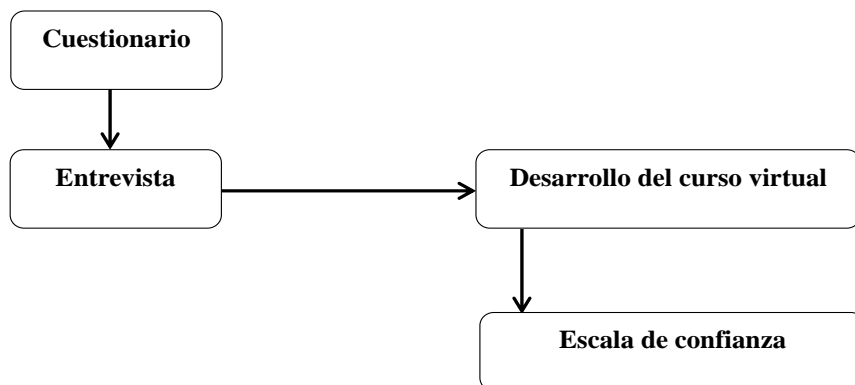 Cuestionario
Entrevista
Desarrollo del curso virtual
Escala de confianza